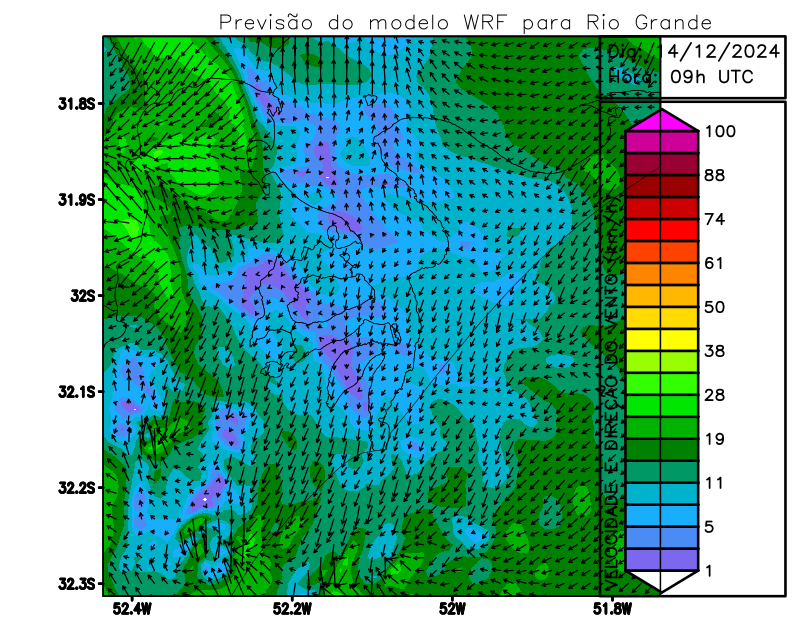 Previsão do modelo WRF para Rio Grande
Dia: 14/12/2024
Hora: 09h UTC
31.8S
31.9S
32S
32.1S
32.2S
32.3S
52.4W
52.2W
52W
51.8W
VELOCIDADE E DIREÇÃO DO VENTO (km/h)
100
88
74
61
50
38
28
19
11
5
1